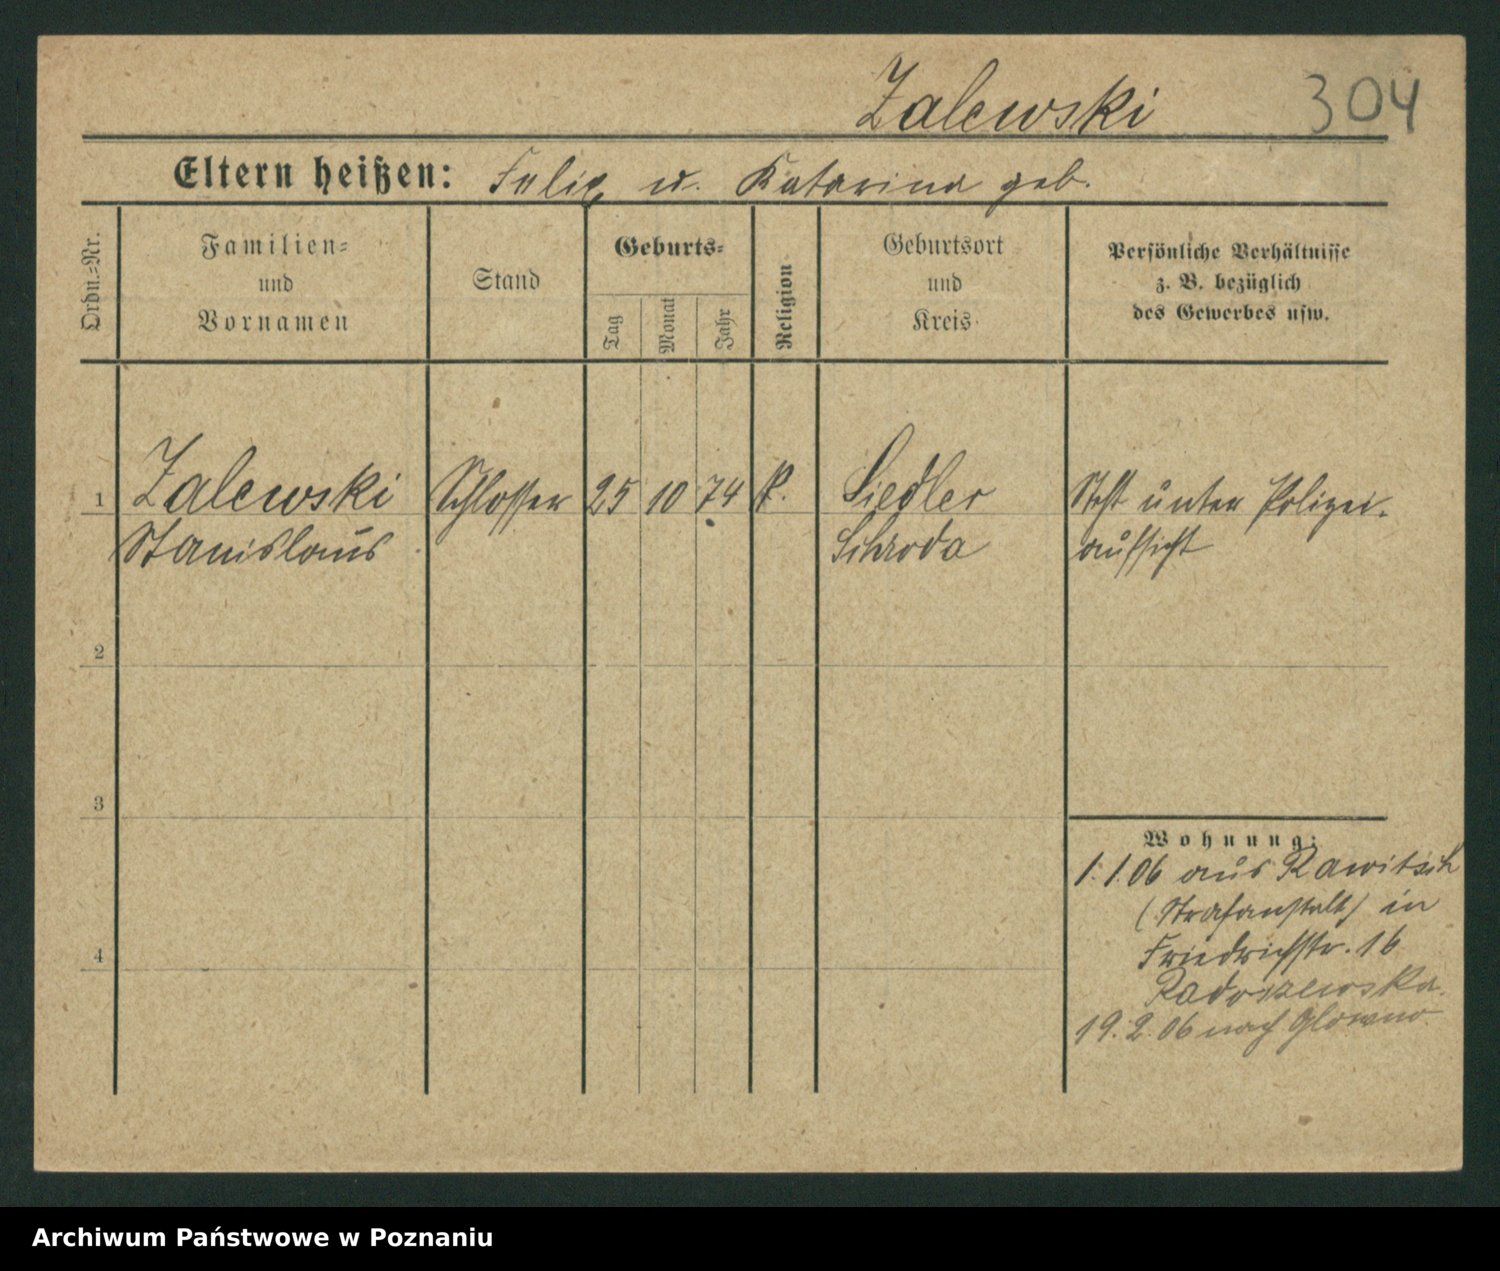 Zalewski 304
Eltern heißen: Felix u. Katarina geb.
Ordn.=Nr.
Familien=
und
Vornamen
Stand
Geburts=
Tag
Monat
Jahr
Religion
Geburtsort
und
Kreis
Persönliche Verhältnisse
z. B. bezüglich
des Gewerbes usw.
1 Zalewski Schlosser 25 10 74 k. Siedler Steht unter Polizei-
Stanislaus Schroda aufsicht
2
3
Wohnung:
1.1.06 aus Rawitsch
(Strafanstalt) in
Friedrichstr. 16
4
Radoszewska.
19.2.06 nach Glowno.
Archiwum Państwowe w Poznaniu